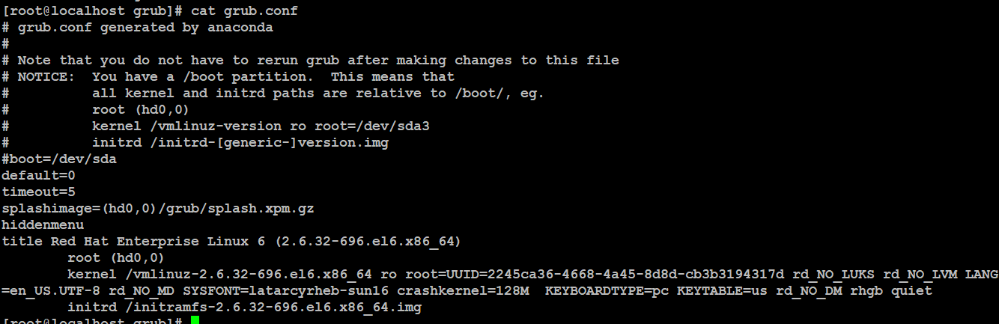 [root@localhost grub]# cat grub.conf
# grub.conf generated by anaconda
#
# Note that you do not have to rerun grub after making changes to this file
# NOTICE:  You have a /boot partition.  This means that
#          all kernel and initrd paths are relative to /boot/, eg.
#          root (hd0,0)
#          kernel /vmlinuz-version ro root=/dev/sda3
#          initrd /initrd-[generic-]version.img
#boot=/dev/sda
default=0
timeout=5
splashimage=(hd0,0)/grub/splash.xpm.gz
hiddenmenu
title Red Hat Enterprise Linux 6 (2.6.32-696.el6.x86_64)
        root (hd0,0)
        kernel /vmlinuz-2.6.32-696.el6.x86_64 ro root=UUID=2245ca36-4668-4a45-8d8d-cb3b3194317d rd_NO_LUKS rd_NO_LVM LANG
=en_US.UTF-8 rd_NO_MD SYSFONT=latarcyrheb-sun16 crashkernel=128M  KEYBOARDTYPE=pc KEYTABLE=us rd_NO_DM rhgb quiet
        initrd /initramfs-2.6.32-696.el6.x86_64.img
[root@localhost grub]#